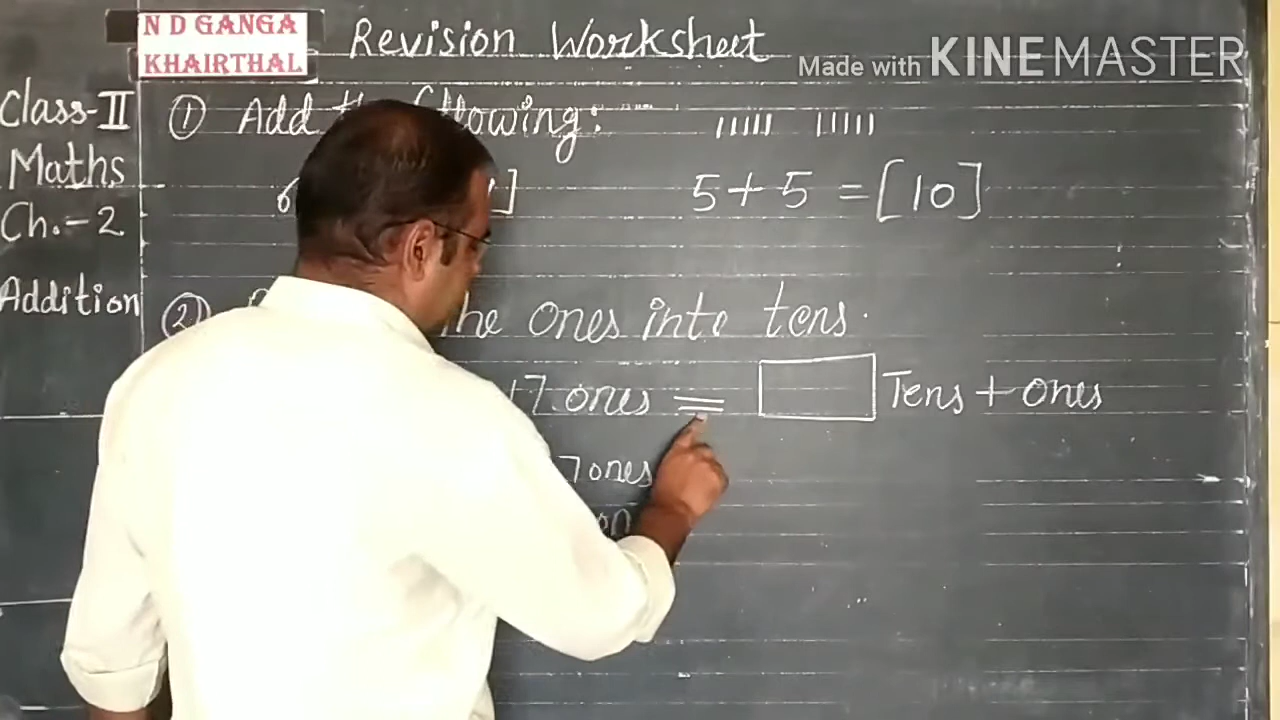 N D GANGA
KHAIRTHAL
Revision Worksheet
Made with KINEMASTER
Class-II
Maths
Ch.-2
Addition
① Add the following:
5+5 = [10]
② the ones into tens.
+7 ones = Tens + ones
7 ones